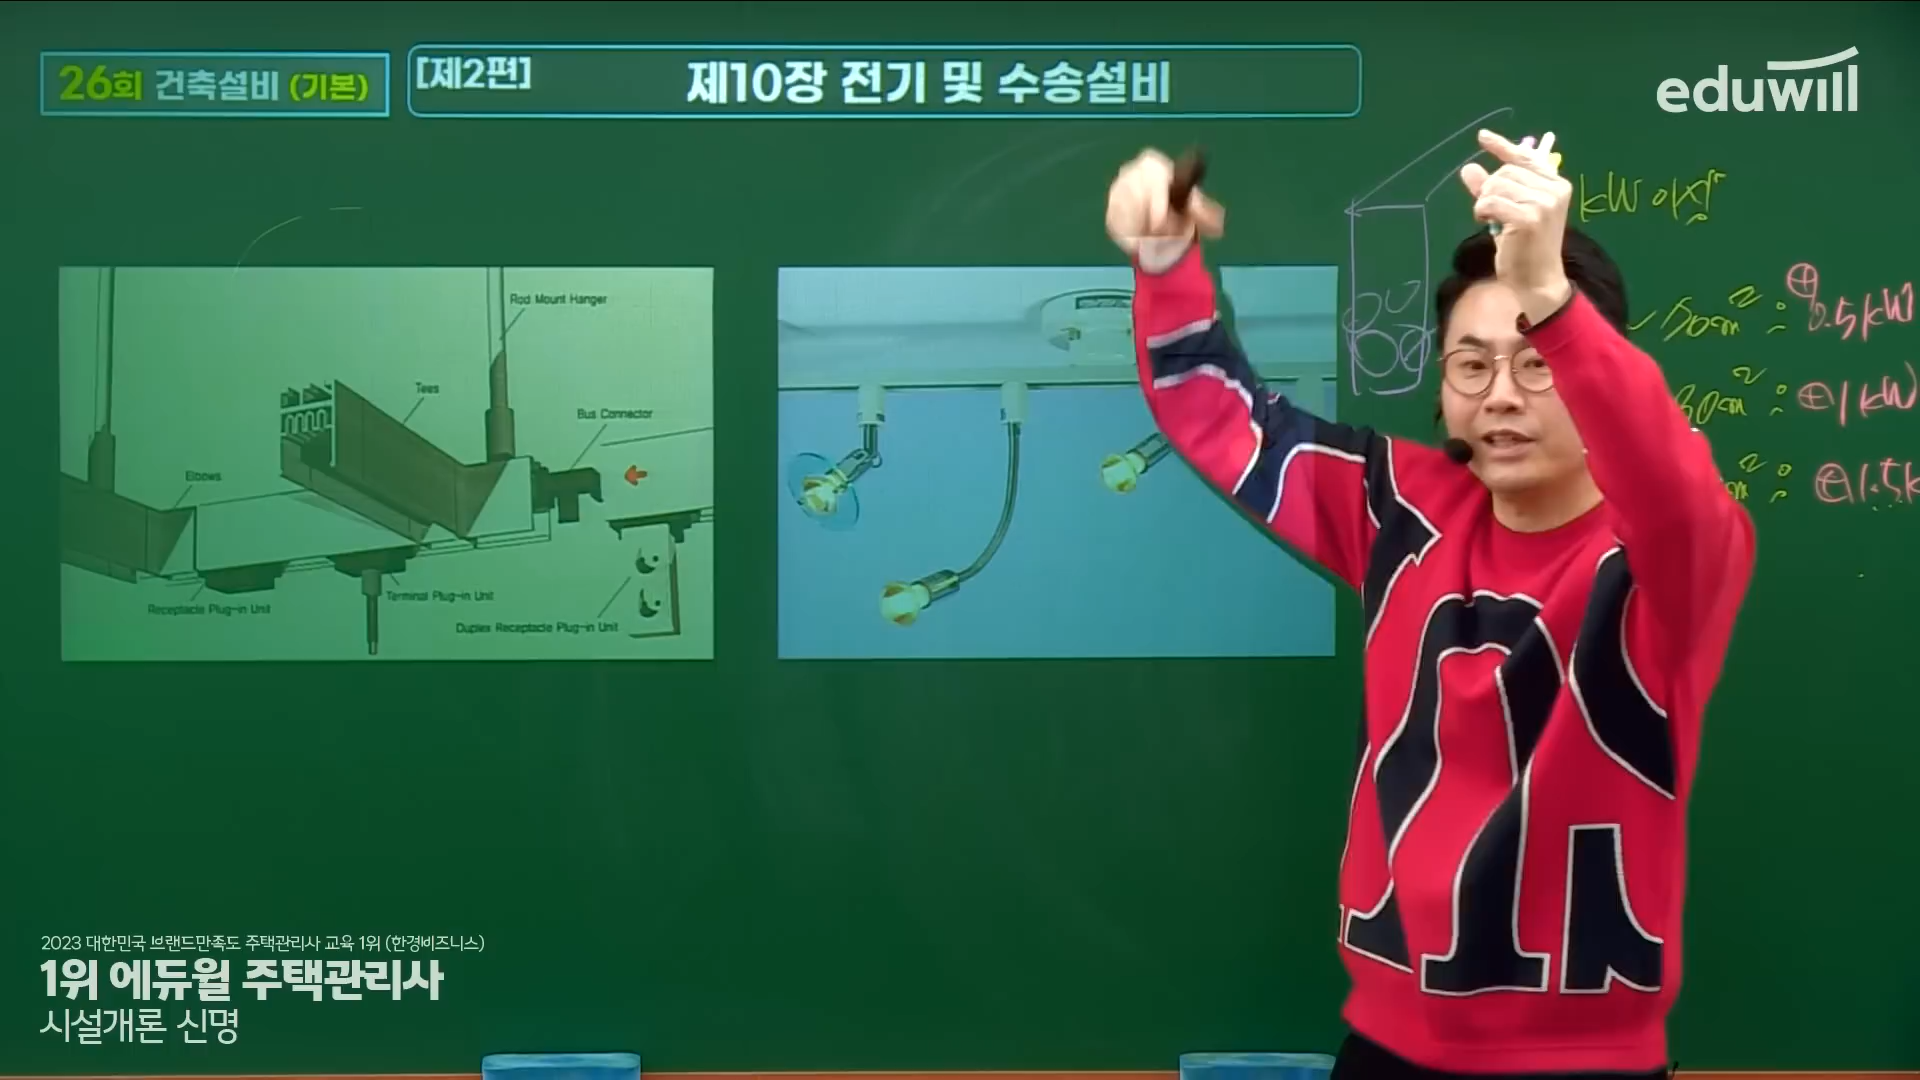 26회 건축설비 (기본)
[제2편]
제10장 전기 및 수송설비
eduwill
kW 이상
0.5kW
1kW
Rod Mount Hanger
Tees
Bus Connector
Elbows
Receptacle Plug-in Unit
Terminal Plug-in Unit
Duplex Receptacle Plug-in Unit
2023 대한민국 브랜드만족도 주택관리사 교육 1위 (한경비즈니스)
1위 에듀윌 주택관리사
시설개론 신명